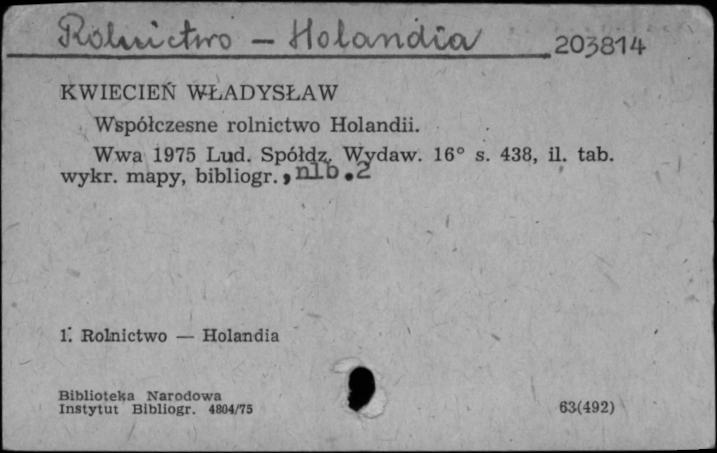 Rolnictwo — Holandia 203814
KWIECIEŃ WŁADYSŁAW
Współczesne rolnictwo Holandii.
Wwa 1975 Lud. Spółdz. Wydaw. 16° s. 438, il. tab.
wykr. mapy, bibliogr., nlb.2
1. Rolnictwo — Holandia
Biblioteka Narodowa
Instytut Bibliogr. 4804/75 63(492)